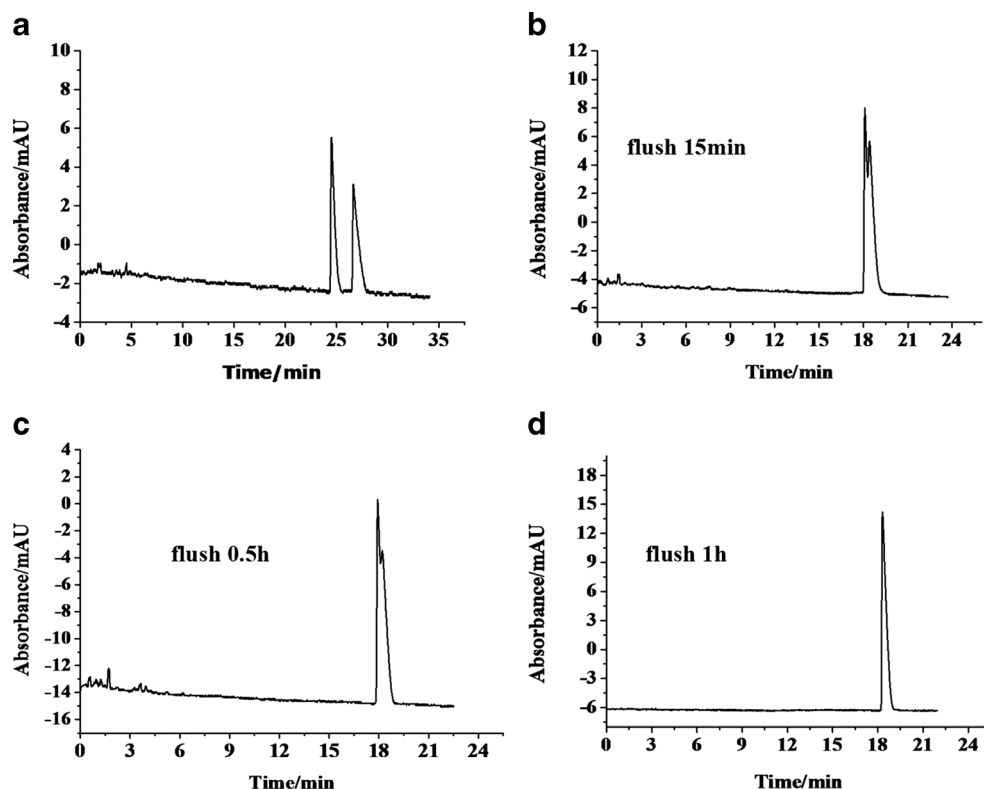 a
10
8
6
4
2
0
-2
-4
0 5 10 15 20 25 30 35
Absorbance/mAU
Time/min
b
12
10
8
6
4
2
0
-2
-4
-6
0 3 6 9 12 15 18 21 24
Absorbance/mAU
flush 15min
Time/min
c
4
2
0
-2
-4
-6
-8
-10
-12
-14
-16
0 3 6 9 12 15 18 21 24
Absorbance/mAU
flush 0.5h
Time/min
d
18
15
12
9
6
3
0
-3
-6
0 3 6 9 12 15 18 21 24
Absorbance/mAU
flush 1h
Time/min